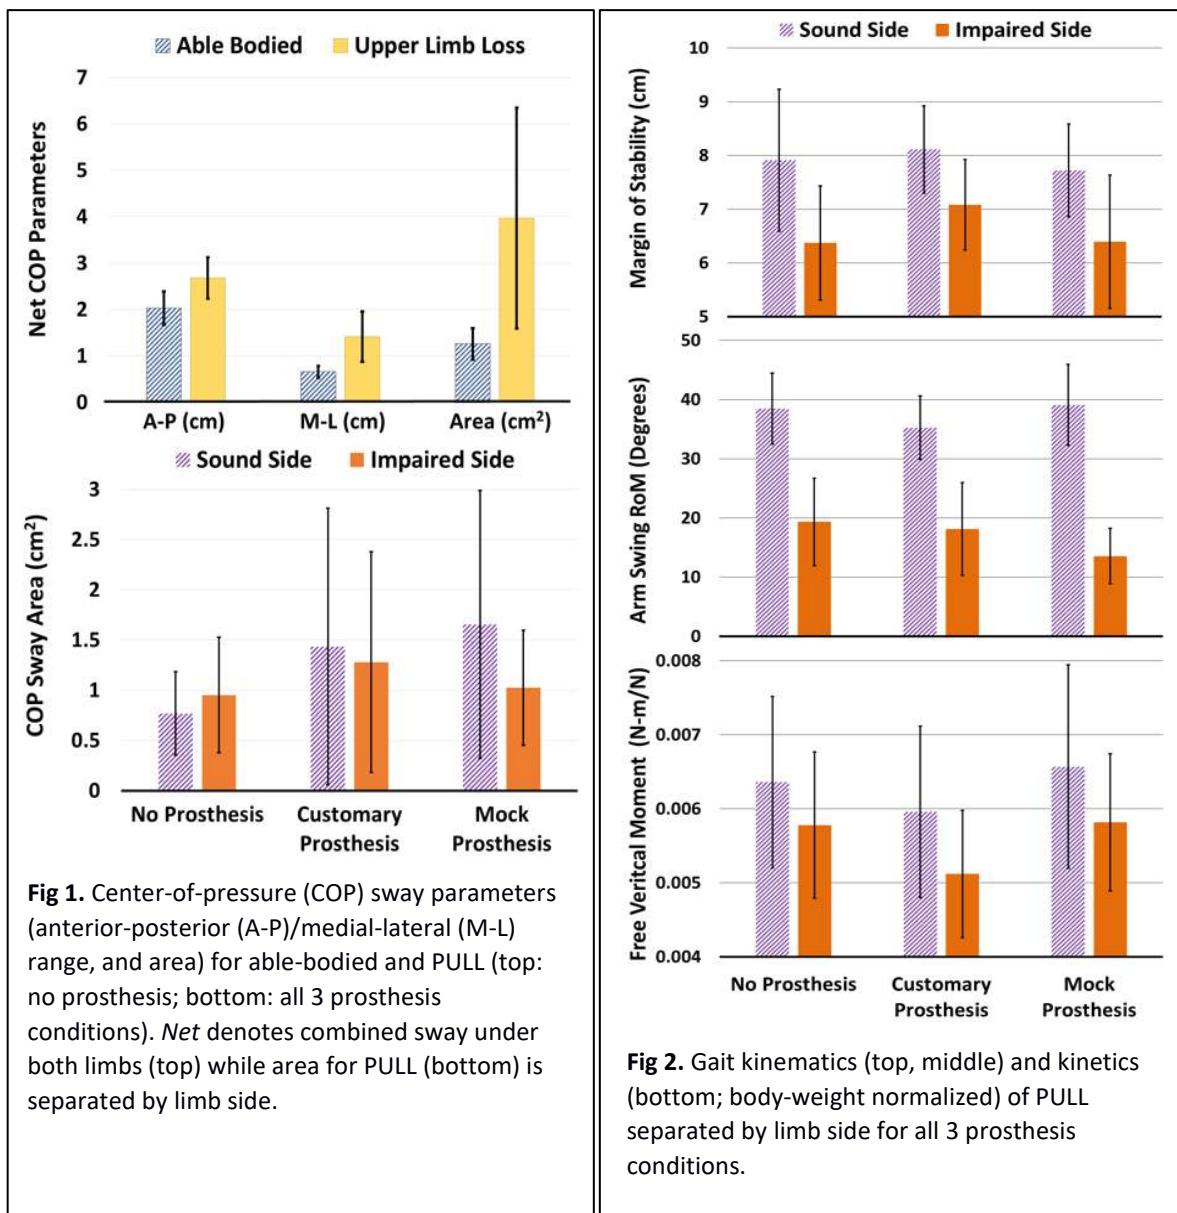 Able Bodied Upper Limb Loss
Net COP Parameters
7
6
5
4
3
2
1
0
A-P (cm) M-L (cm) Area (cm²)
Sound Side Impaired Side
COP Sway Area (cm²)
3
2.5
2
1.5
1
0.5
0
No Prosthesis Customary Prosthesis Mock Prosthesis
Fig 1. Center-of-pressure (COP) sway parameters
(anterior-posterior (A-P)/medial-lateral (M-L)
range, and area) for able-bodied and PULL (top:
no prosthesis; bottom: all 3 prosthesis
conditions). Net denotes combined sway under
both limbs (top) while area for PULL (bottom) is
separated by limb side.
Sound Side Impaired Side
Margin of Stability (cm)
10
9
8
7
6
5
Arm Swing RoM (Degrees)
50
40
30
20
10
0
Free Veritcal Moment (N-m/N)
0.008
0.007
0.006
0.005
0.004
No Prosthesis Customary Prosthesis Mock Prosthesis
Fig 2. Gait kinematics (top, middle) and kinetics
(bottom; body-weight normalized) of PULL
separated by limb side for all 3 prosthesis
conditions.